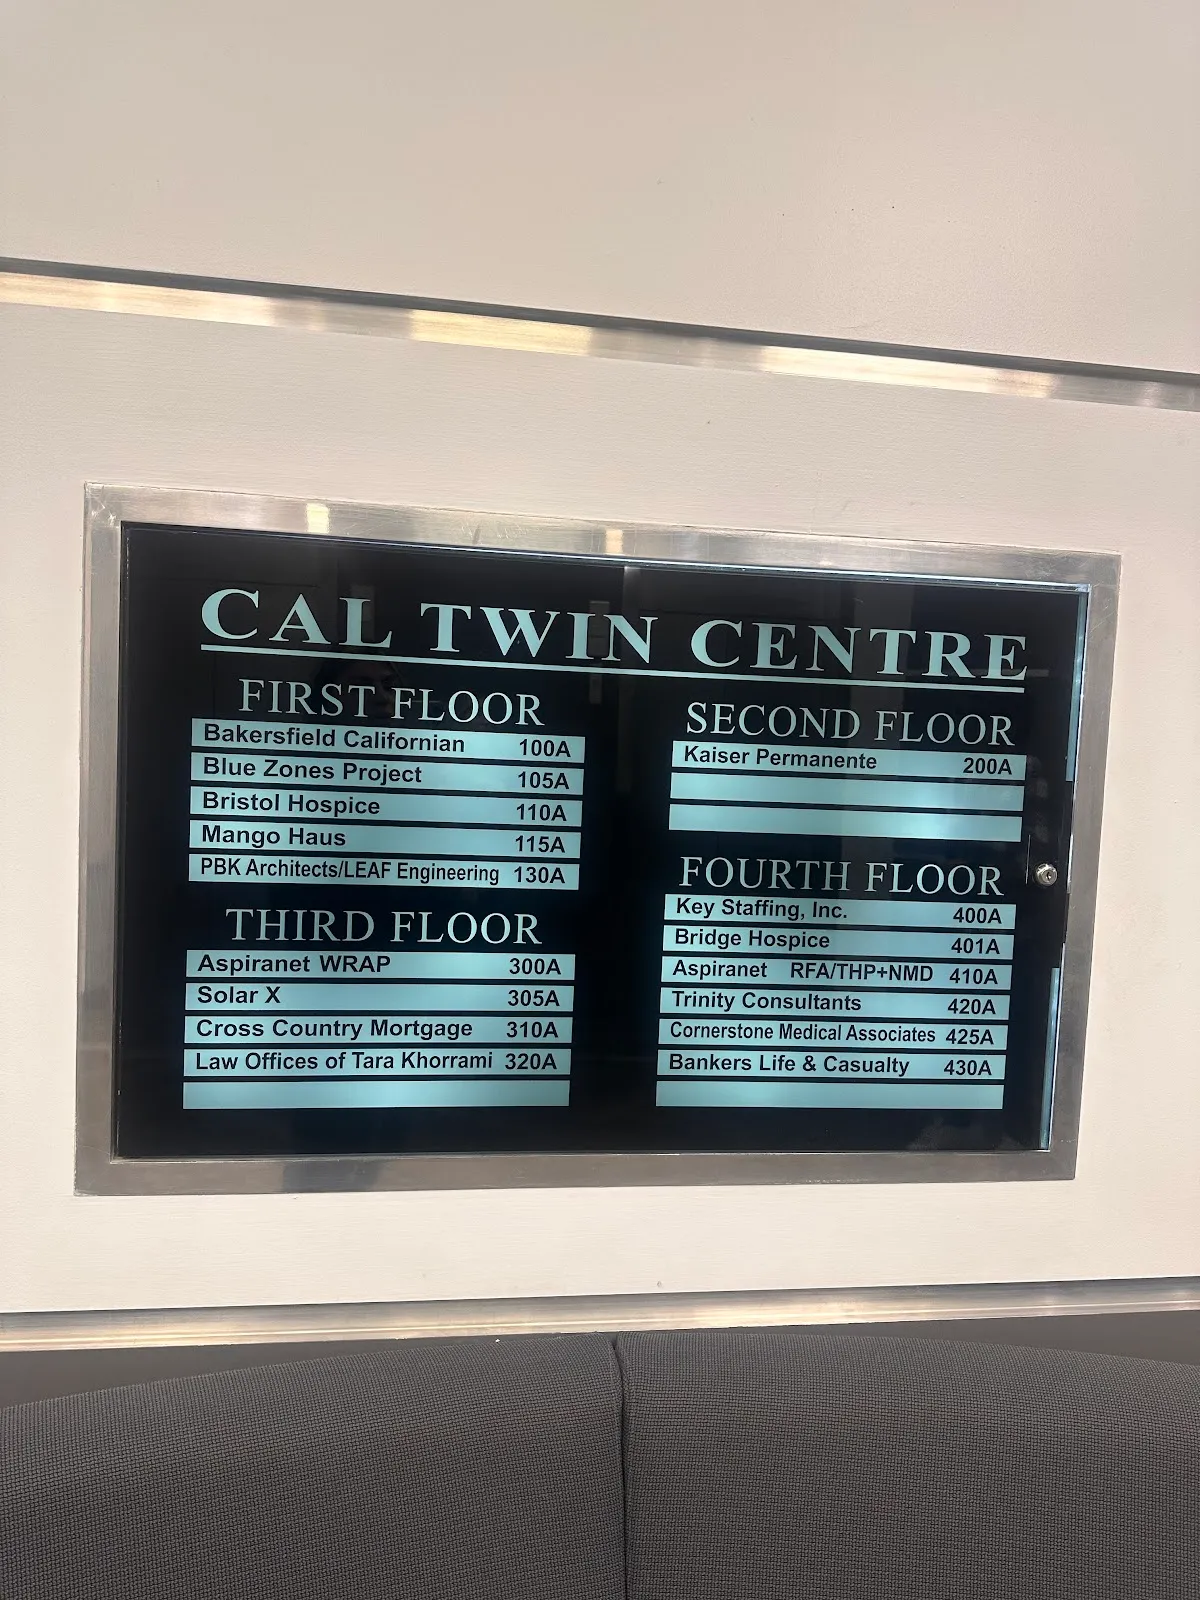 CAL TWIN CENTRE
FIRST FLOOR
Bakersfield Californian 100A
Blue Zones Project 105A
Bristol Hospice 110A
Mango Haus 115A
PBK Architects/LEAF Engineering 130A
SECOND FLOOR
Kaiser Permanente 200A
THIRD FLOOR
Aspiranet WRAP 300A
Solar X 305A
Cross Country Mortgage 310A
Law Offices of Tara Khorrami 320A
FOURTH FLOOR
Key Staffing, Inc. 400A
Bridge Hospice 401A
Aspiranet RFA/THP+NMD 410A
Trinity Consultants 420A
Cornerstone Medical Associates 425A
Bankers Life & Casualty 430A